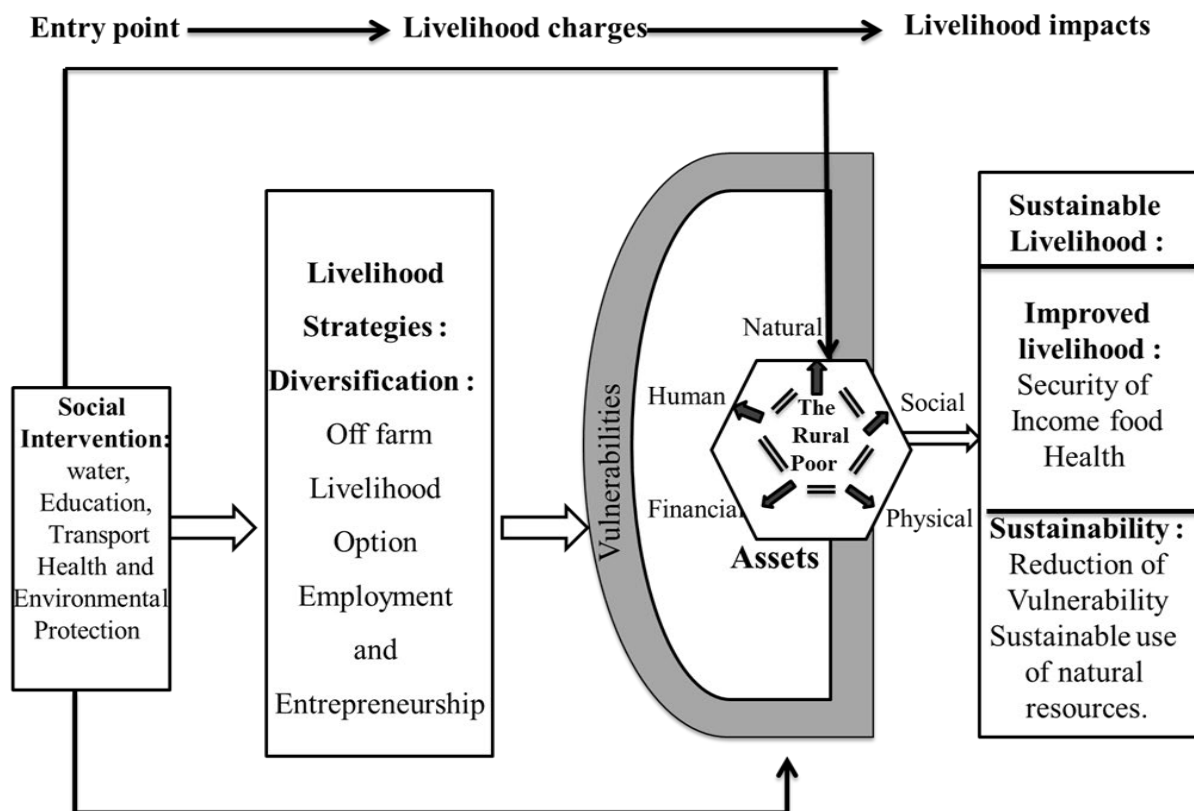 Entry point
Livelihood charges
Livelihood impacts
Social
Intervention:
water,
Education,
Transport
Health and
Environmental
Protection
Livelihood
Strategies :
Diversification :
Off farm
Livelihood
Option
Employment
and
Entrepreneurship
Vulnerabilities
Natural
Human
Social
The
Rural
Poor
Financial
Physical
Assets
Sustainable
Livelihood :
Improved
livelihood :
Security of
Income food
Health
Sustainability :
Reduction of
Vulnerability
Sustainable use
of natural
resources.